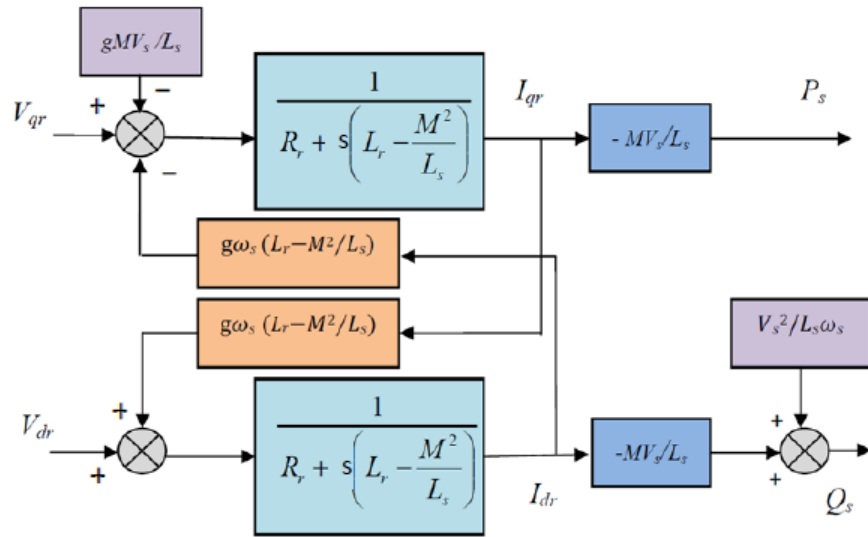 gMVs/Ls
−
+
Vqr
−
1
Rr + s(Lr − M²/Ls)
Iqr
- MVs/Ls
Ps
gωs (Lr−M²/Ls)
gωs (Lr−M²/Ls)
Vs²/Lsωs
+
Vdr
+
1
Rr + s(Lr − M²/Ls)
Idr
-MVs/Ls
+
+
Qs